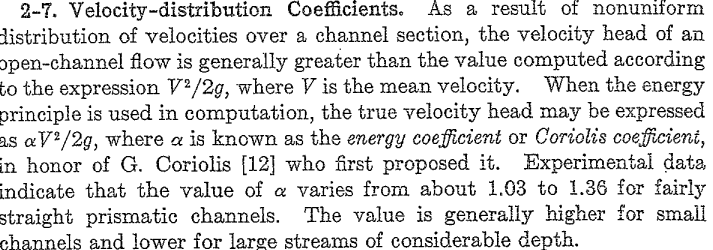 2-7. Velocity-distribution Coefficients. As a result of nonuniform
distribution of velocities over a channel section, the velocity head of an
open-channel flow is generally greater than the value computed according
to the expression V²/2g, where V is the mean velocity. When the energy
principle is used in computation, the true velocity head may be expressed
as αV²/2g, where α is known as the energy coefficient or Coriolis coefficient,
in honor of G. Coriolis [12] who first proposed it. Experimental data
indicate that the value of α varies from about 1.03 to 1.36 for fairly
straight prismatic channels. The value is generally higher for small
channels and lower for large streams of considerable depth.